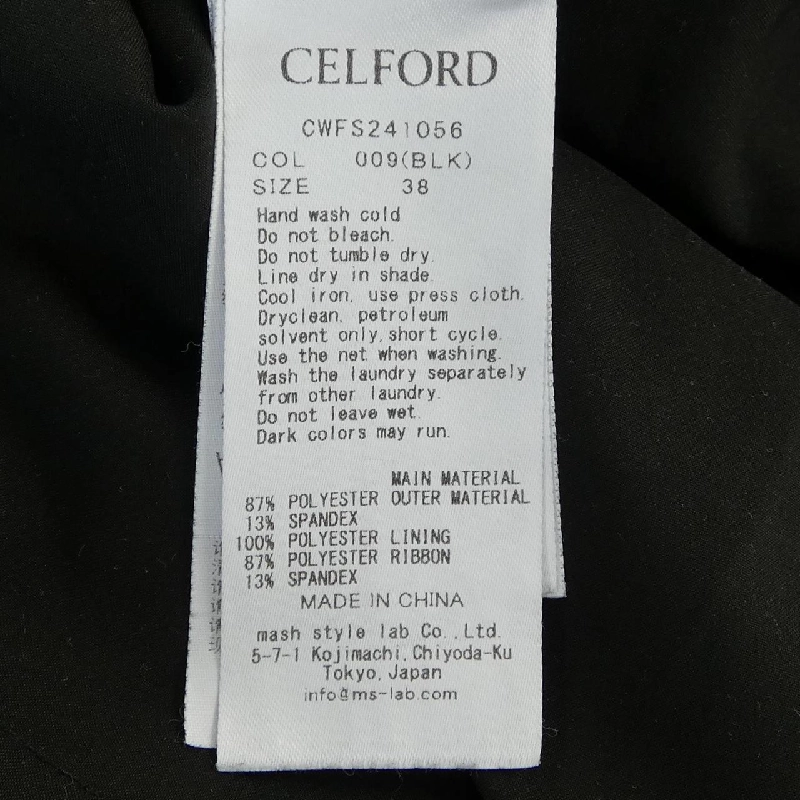 CELFORD
CWFS241056
COL 009(BLK)
SIZE 38
Hand wash cold
Do not bleach.
Do not tumble dry.
Line dry in shade.
Cool iron, use press cloth.
Dryclean, petroleum
solvent only,short cycle.
Use the net when washing.
Wash the laundry separately
from other laundry.
Do not leave wet.
Dark colors may run.
MAIN MATERIAL
87% POLYESTER OUTER MATERIAL
13% SPANDEX
100% POLYESTER LINING
87% POLYESTER RIBBON
13% SPANDEX
MADE IN CHINA
mash style lab Co.,Ltd.
5-7-1 Kojimachi,Chiyoda-Ku
Tokyo,Japan
info@ms-lab.com